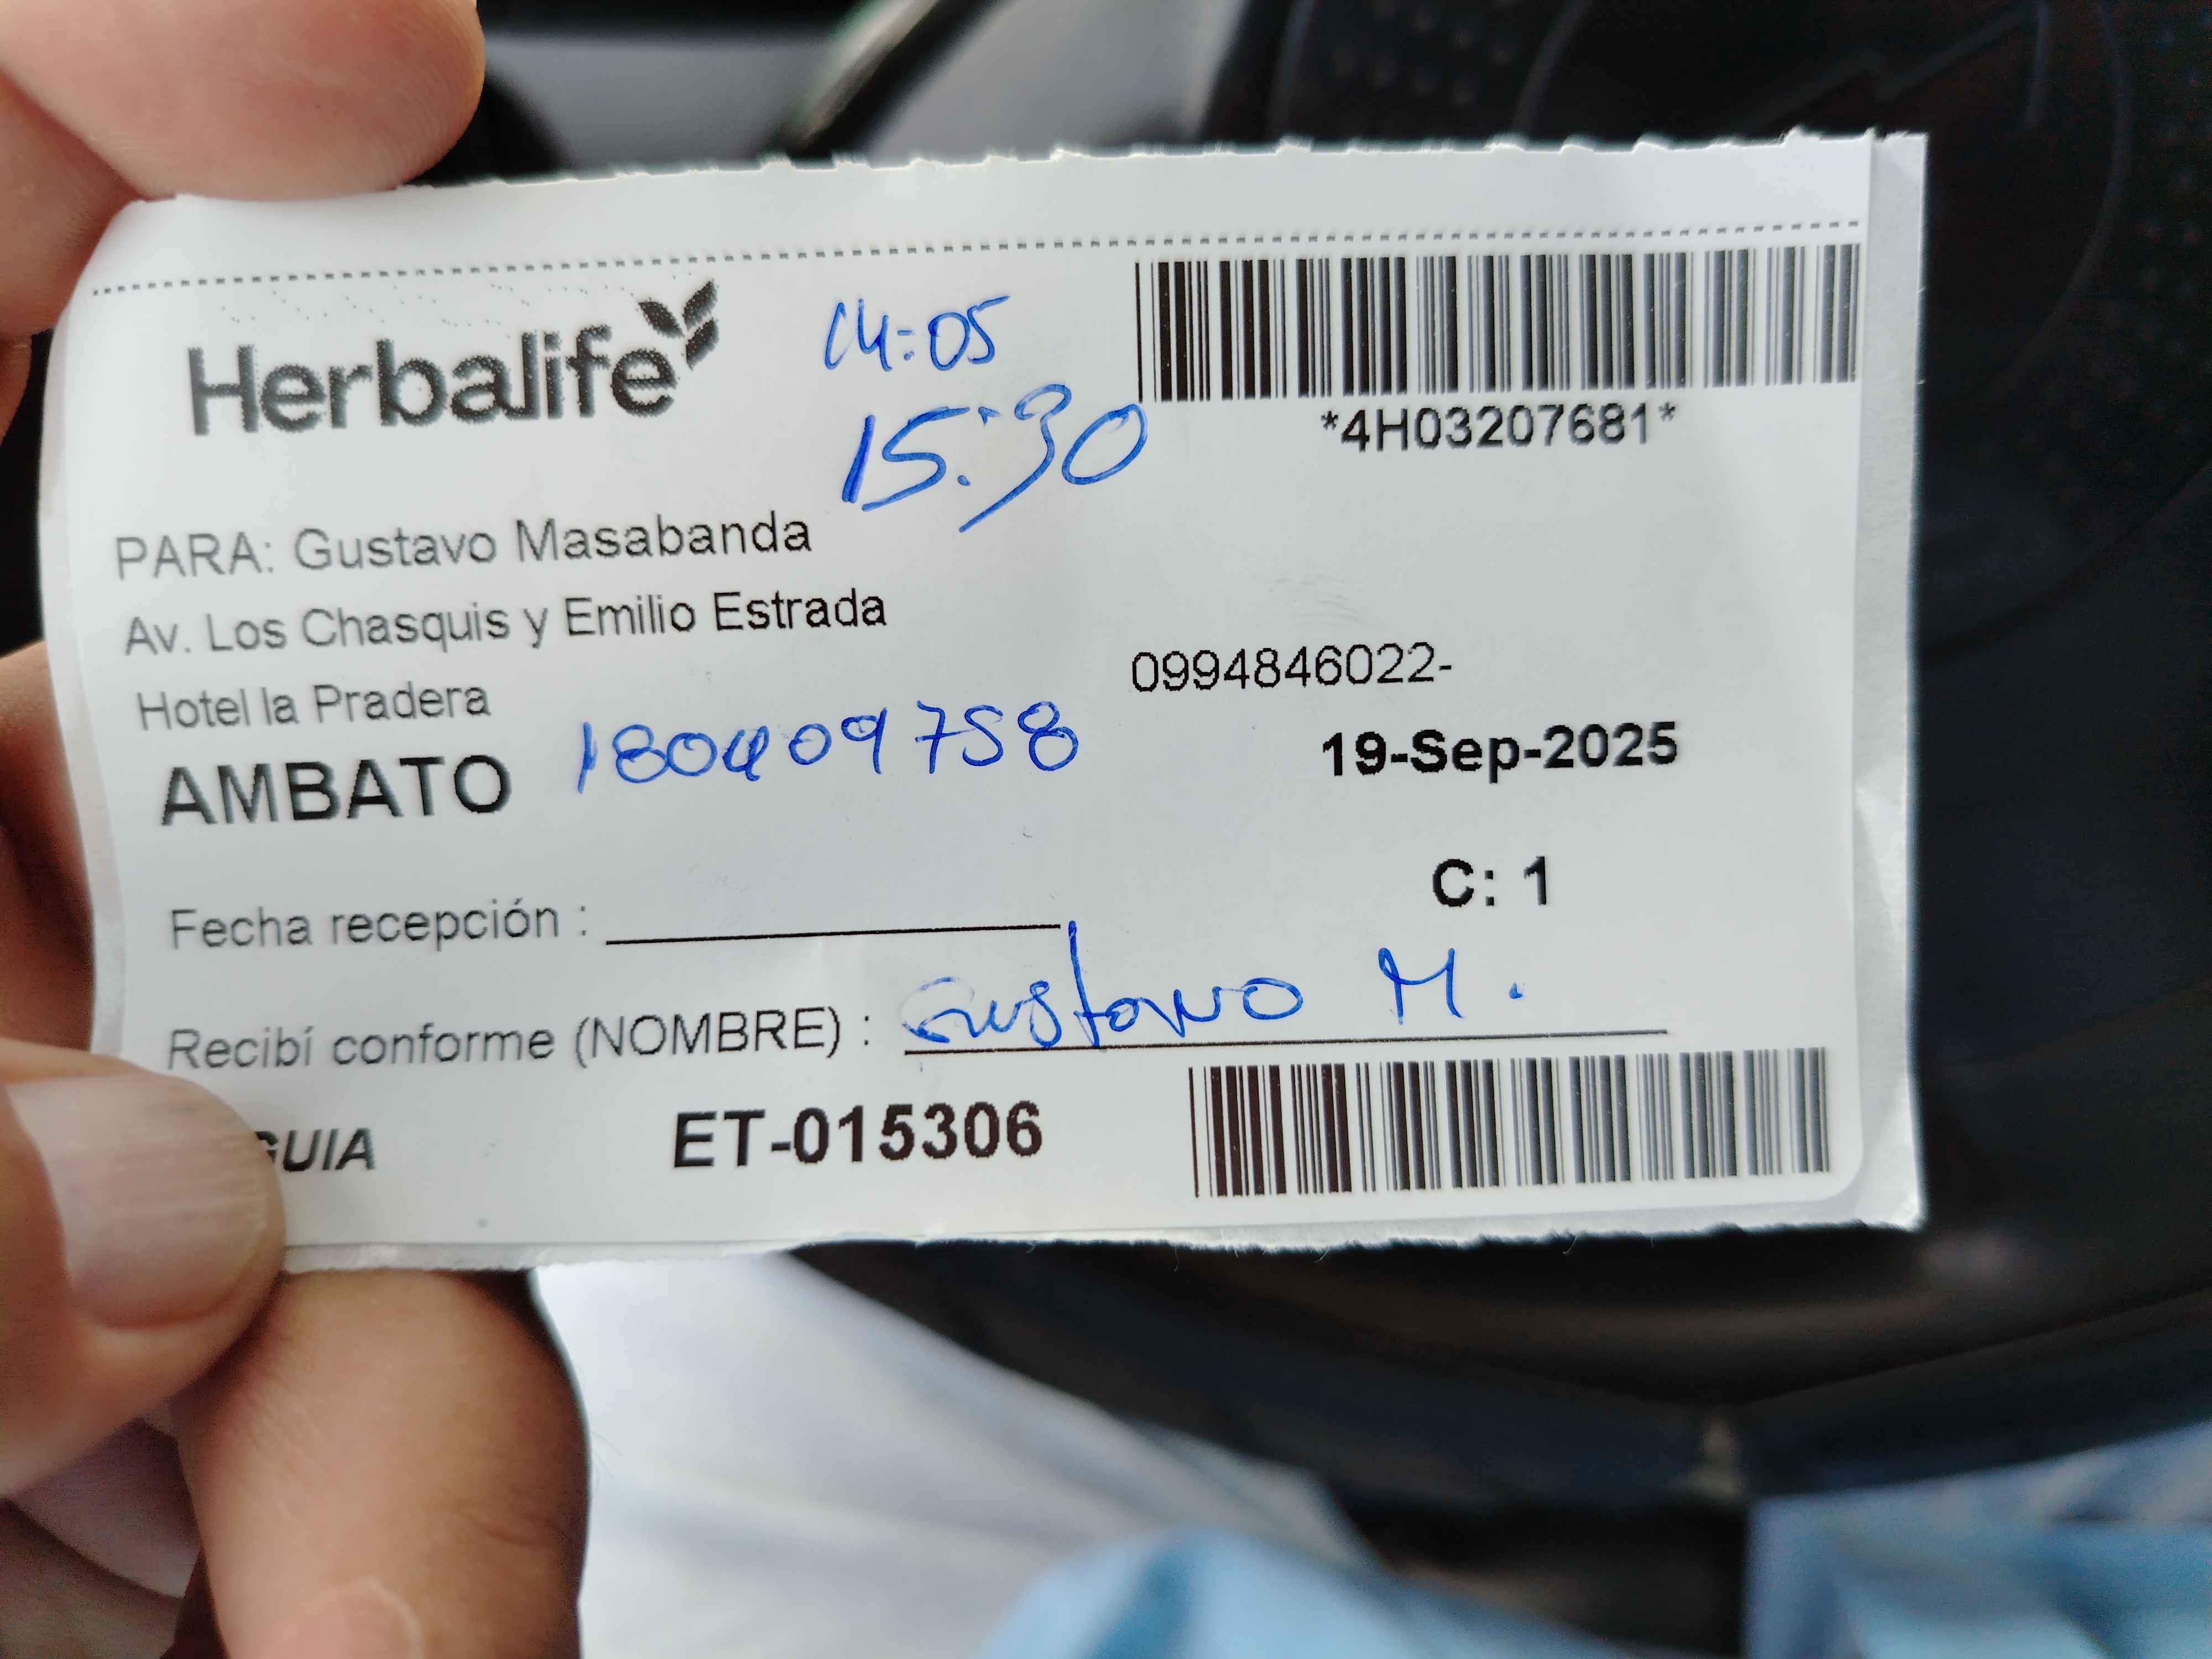 Herbalife
14:05
15:30
*4H03207681*
PARA: Gustavo Masabanda
Av. Los Chasquis y Emilio Estrada
0994846022-
Hotel la Pradera
AMBATO 180409758
19-Sep-2025
C: 1
Fecha recepción :
Recibí conforme (NOMBRE) : Gustavo M.
GUIA ET-015306